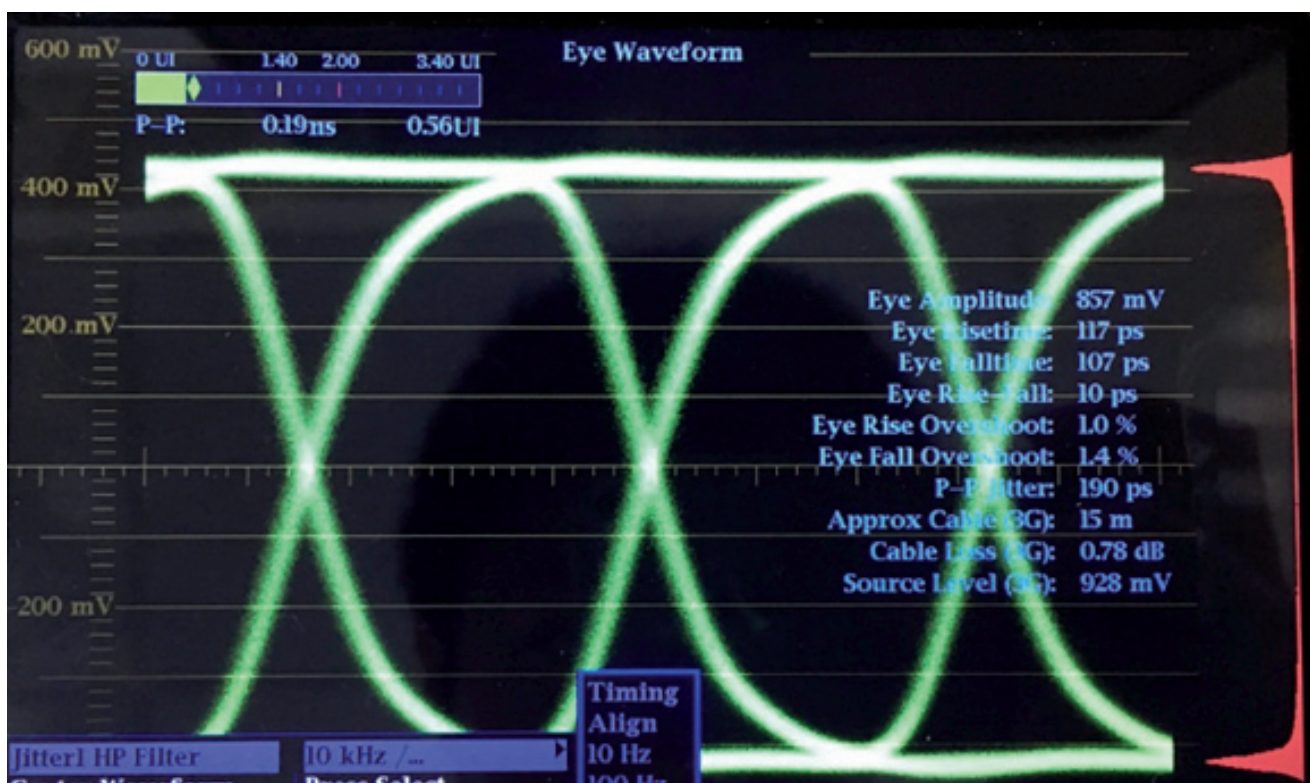 600 mV
Eye Waveform
0 UI 1.40 2.00 3.40 UI
P-P: 0.19ns 0.56UI
400 mV
Eye Amplitude: 857 mV
Eye Risetime: 117 ps
200 mV
Eye Falltime: 107 ps
Eye Rise-Fall: 10 ps
Eye Rise Overshoot: 1.0 %
Eye Fall Overshoot: 1.4 %
P-P Jitter: 190 ps
Approx Cable (3G): 15 m
Cable Loss (3G): 0.78 dB
Source Level (3G): 928 mV
-200 mV
Timing
Align
Jitter1 HP Filter 10 kHz /... 10 Hz
Press Select 100 Hz